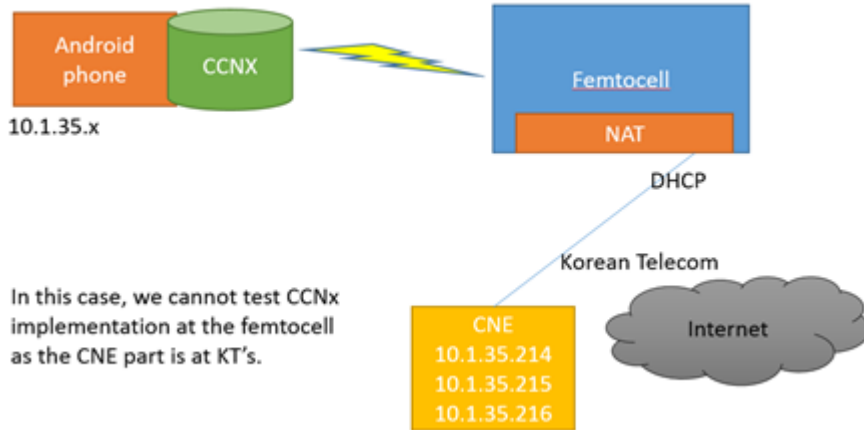 Android
phone
CCNX
10.1.35.x
Femtocell
NAT
DHCP
Korean Telecom
In this case, we cannot test CCNx
implementation at the femtocell
as the CNE part is at KT's.
CNE
10.1.35.214
10.1.35.215
10.1.35.216
Internet